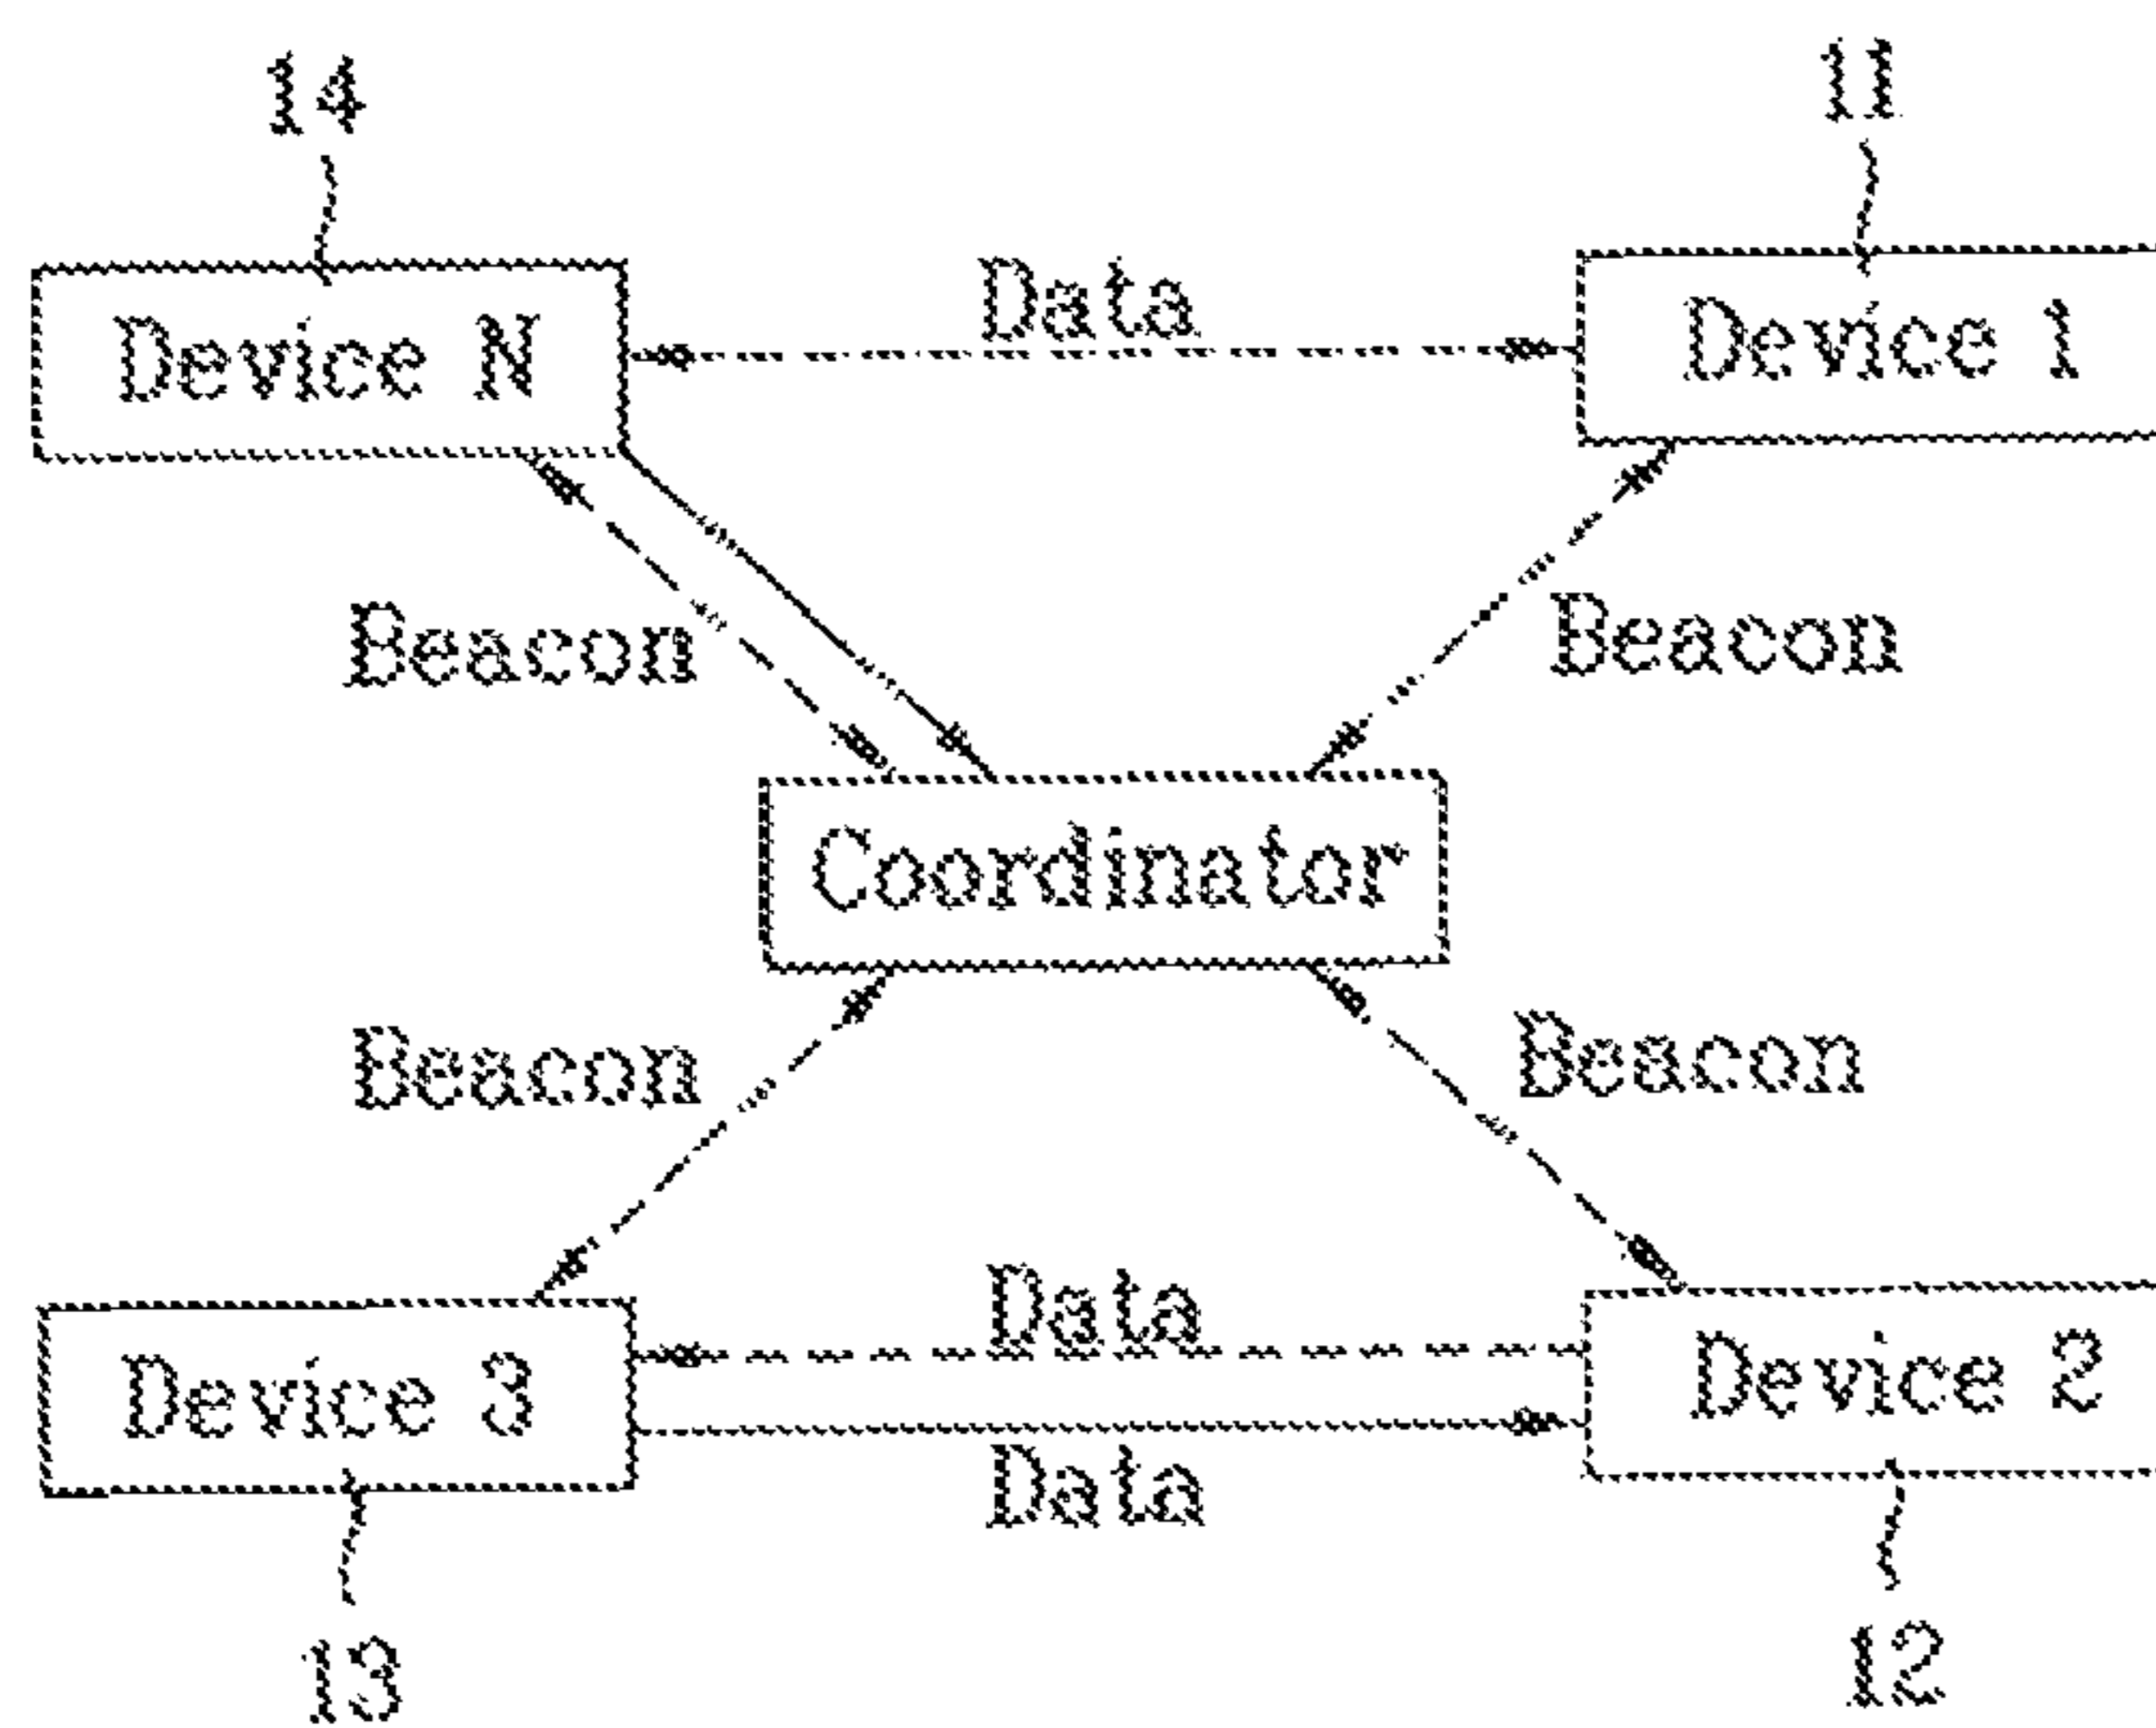 14
11
Data
Device N
Device 1
Beacon
Beacon
Coordinator
Beacon
Beacon
Data
Device 3
Device 2
Data
13
12